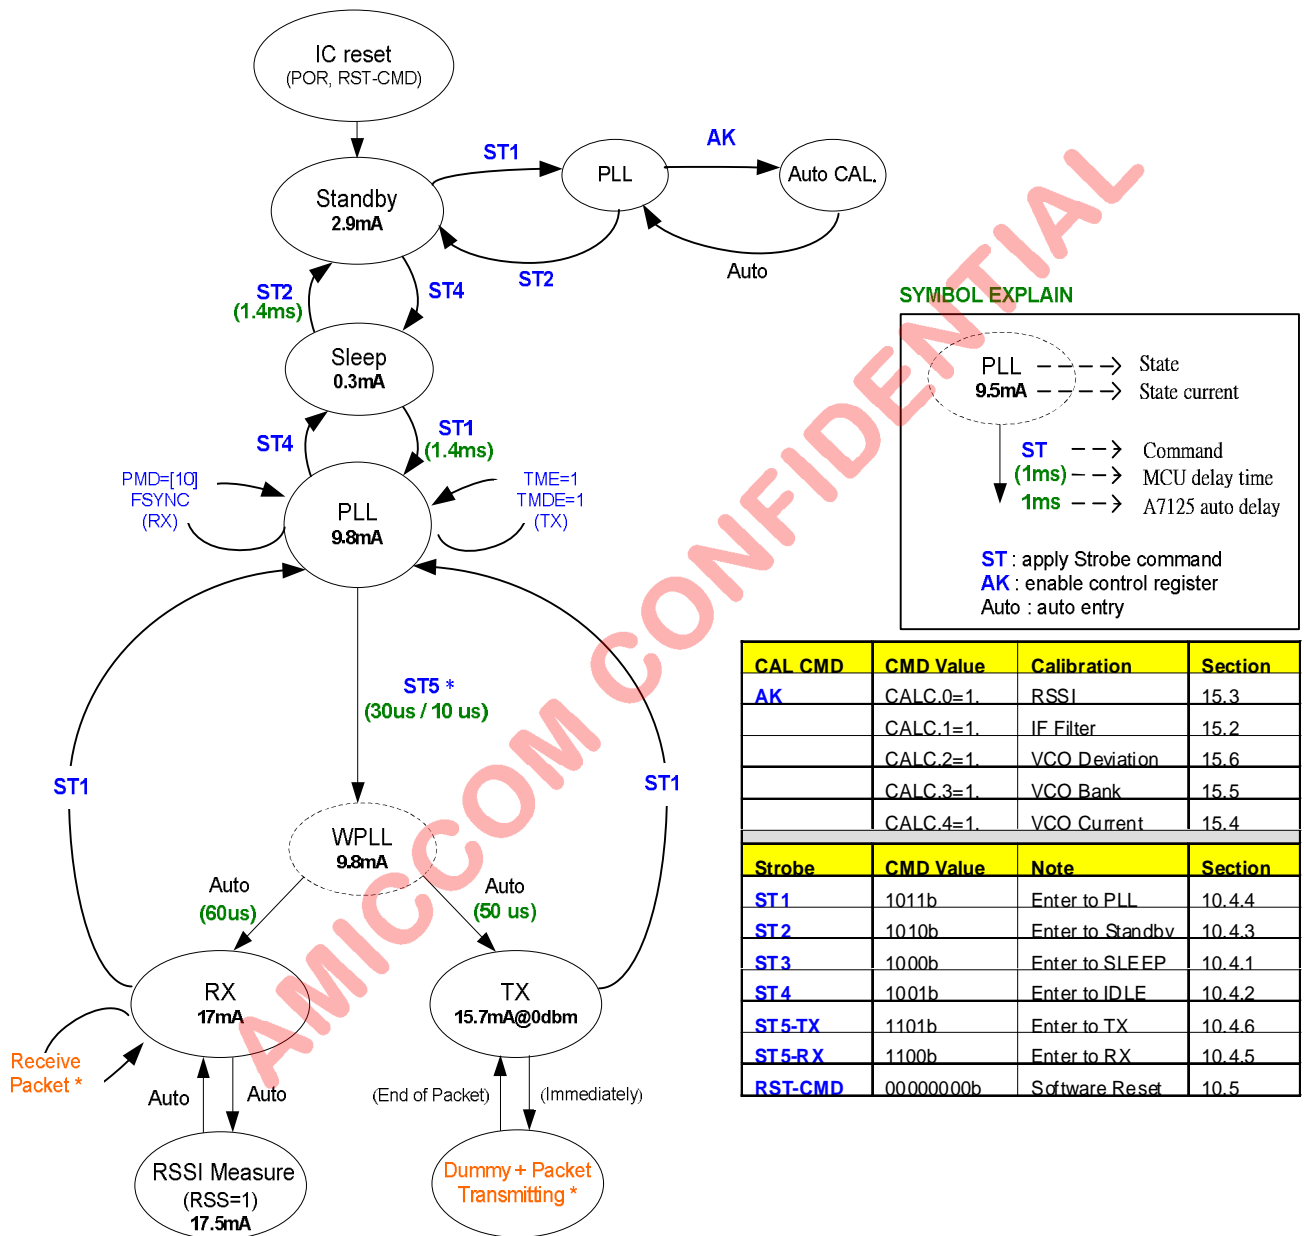 IC reset
(POR, RST-CMD)
Standby
2.9mA
ST1
PLL
AK
Auto CAL.
ST2
Auto
ST2
(1.4ms)
ST4
Sleep
0.3mA
ST4
ST1
(1.4ms)
PMD=[10]
FSYNC
(RX)
PLL
9.8mA
TME=1
TMDE=1
(TX)
ST5 *
(30us / 10 us)
ST1
ST1
WPLL
9.8mA
Auto
(60us)
Auto
(50 us)
RX
17mA
TX
15.7mA@0dbm
Receive
Packet *
Auto
Auto
(End of Packet)
(Immediately)
RSSI Measure
(RSS=1)
17.5mA
Dummy + Packet
Transmitting *
SYMBOL EXPLAIN
PLL State
9.5mA State current
ST Command
(1ms) MCU delay time
1ms A7125 auto delay
ST : apply Strobe command
AK : enable control register
Auto : auto entry
CAL CMD CMD Value Calibration Section
AK CALC.0=1. RSSI 15.3
CALC.1=1. IF Filter 15.2
CALC.2=1. VCO Deviation 15.6
CALC.3=1. VCO Bank 15.5
CALC.4=1. VCO Current 15.4
Strobe CMD Value Note Section
ST1 1011b Enter to PLL 10.4.4
ST2 1010b Enter to Standby 10.4.3
ST3 1000b Enter to SLEEP 10.4.1
ST4 1001b Enter to IDLE 10.4.2
ST5-TX 1101b Enter to TX 10.4.6
ST5-RX 1100b Enter to RX 10.4.5
RST-CMD 00000000b Software Reset 10.5
AMICCOM CONFIDENTIAL